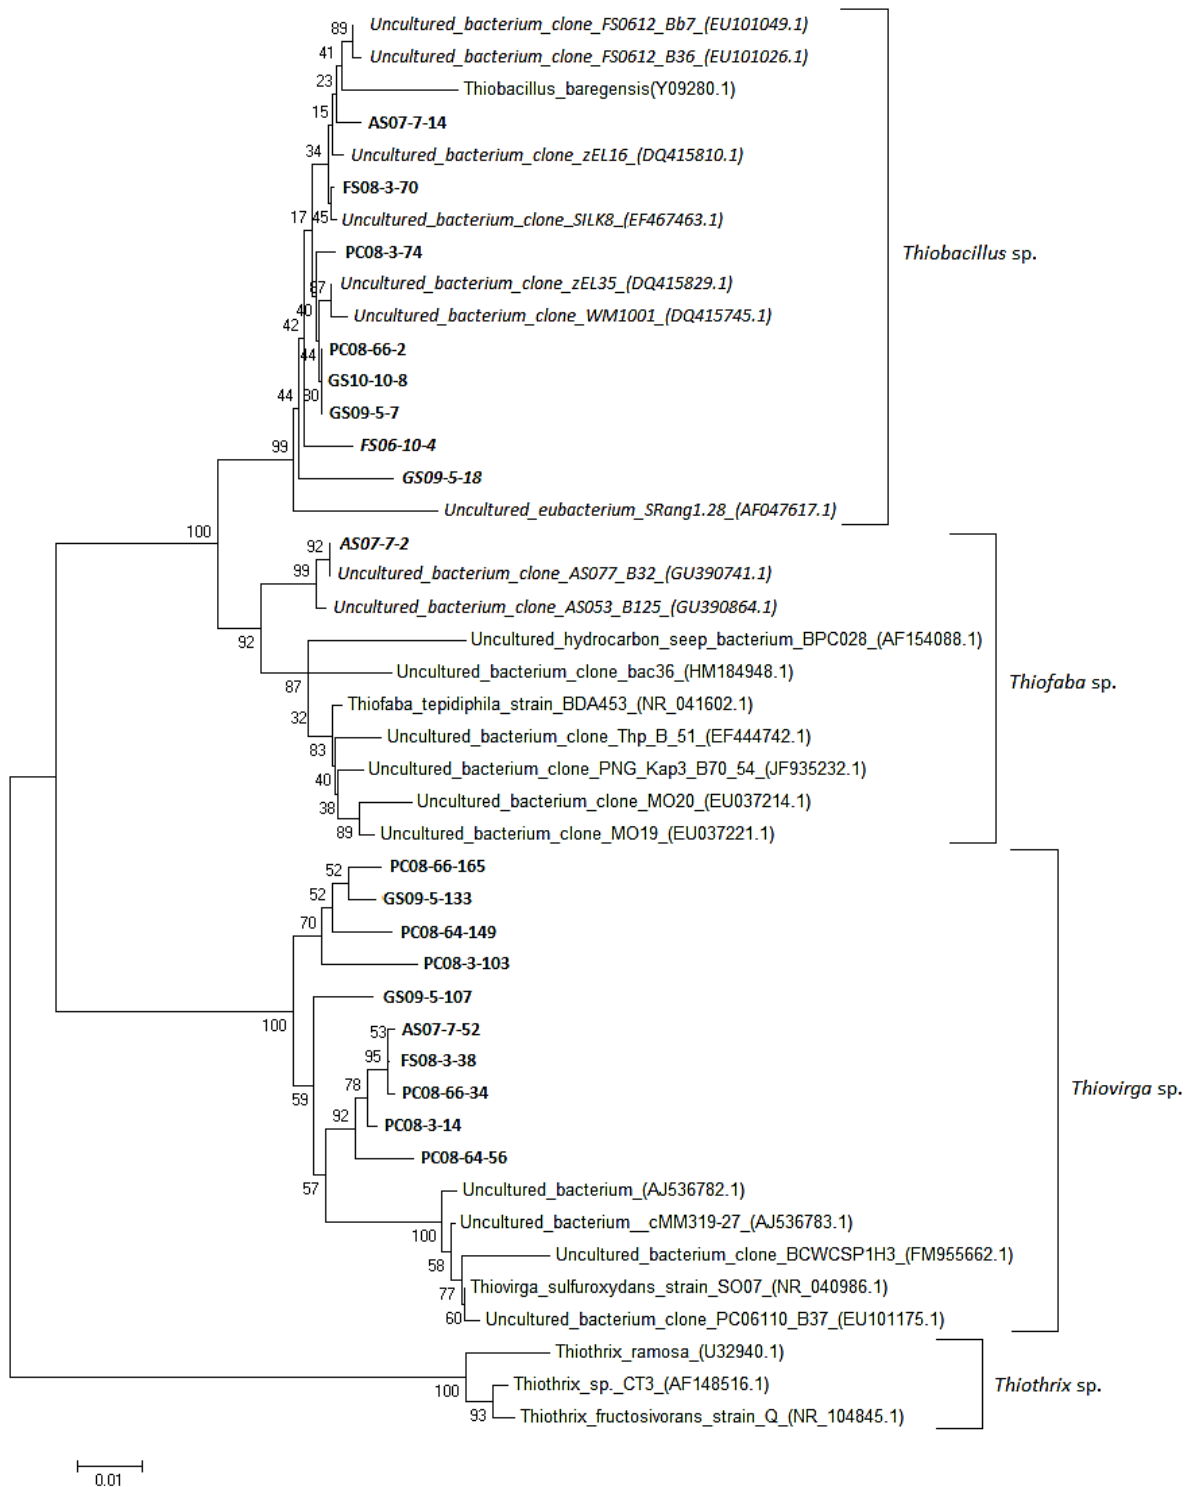 89
Uncultured_bacterium_clone_FS0612_Bb7_(EU101049.1)
41
Uncultured_bacterium_clone_FS0612_B36_(EU101026.1)
23
Thiobacillus_baregensis(Y09280.1)
15
AS07-7-14
34
Uncultured_bacterium_clone_zEL16_(DQ415810.1)
FS08-3-70
17
45
Uncultured_bacterium_clone_SILK8_(EF467463.1)
PC08-3-74
Thiobacillus sp.
87
Uncultured_bacterium_clone_zEL35_(DQ415829.1)
40
Uncultured_bacterium_clone_WM1001_(DQ415745.1)
42
44
PC08-66-2
GS10-10-8
44
80
GS09-5-7
99
FS06-10-4
GS09-5-18
Uncultured_eubacterium_SRang1.28_(AF047617.1)
100
92
AS07-7-2
99
Uncultured_bacterium_clone_AS077_B32_(GU390741.1)
Uncultured_bacterium_clone_AS053_B125_(GU390864.1)
92
Uncultured_hydrocarbon_seep_bacterium_BPC028_(AF154088.1)
Uncultured_bacterium_clone_bac36_(HM184948.1)
87
Thiofaba sp.
Thiofaba_tepidiphila_strain_BDA453_(NR_041602.1)
32
Uncultured_bacterium_clone_Thp_B_51_(EF444742.1)
83
Uncultured_bacterium_clone_PNG_Kap3_B70_54_(JF935232.1)
40
Uncultured_bacterium_clone_MO20_(EU037214.1)
38
89
Uncultured_bacterium_clone_MO19_(EU037221.1)
52
PC08-66-165
52
GS09-5-133
70
PC08-64-149
PC08-3-103
GS09-5-107
100
53
AS07-7-52
95
FS08-3-38
78
PC08-66-34
59
Thiovirga sp.
92
PC08-3-14
PC08-64-56
57
Uncultured_bacterium_(AJ536782.1)
100
Uncultured_bacterium__cMM319-27_(AJ536783.1)
58
Uncultured_bacterium_clone_BCWCSP1H3_(FM955662.1)
77
Thiovirga_sulfuroxydans_strain_SO07_(NR_040986.1)
60
Uncultured_bacterium_clone_PC06110_B37_(EU101175.1)
Thiothrix_ramosa_(U32940.1)
100
Thiothrix_sp._CT3_(AF148516.1)
Thiothrix sp.
93
Thiothrix_fructosivorans_strain_Q_(NR_104845.1)
0.01